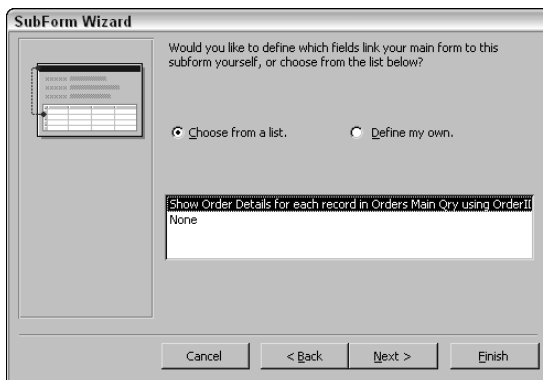 SubForm Wizard
Would you like to define which fields link your main form to this
subform yourself, or choose from the list below?
Choose from a list.
Define my own.
Show Order Details for each record in Orders Main Qry using OrderID
None
Cancel
< Back
Next >
Finish